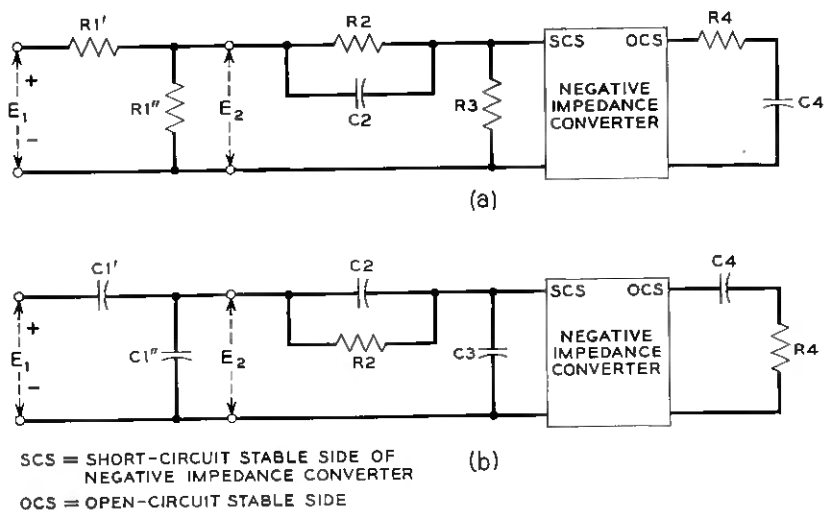 R1'
R2
SCS
OCS
R4
+
E1
−
R1"
E2
C2
R3
NEGATIVE
IMPEDANCE
CONVERTER
C4
(a)
C1'
C2
SCS
OCS
C4
+
E1
−
C1"
E2
R2
C3
NEGATIVE
IMPEDANCE
CONVERTER
R4
SCS = SHORT-CIRCUIT STABLE SIDE OF
NEGATIVE IMPEDANCE CONVERTER
(b)
OCS = OPEN-CIRCUIT STABLE SIDE